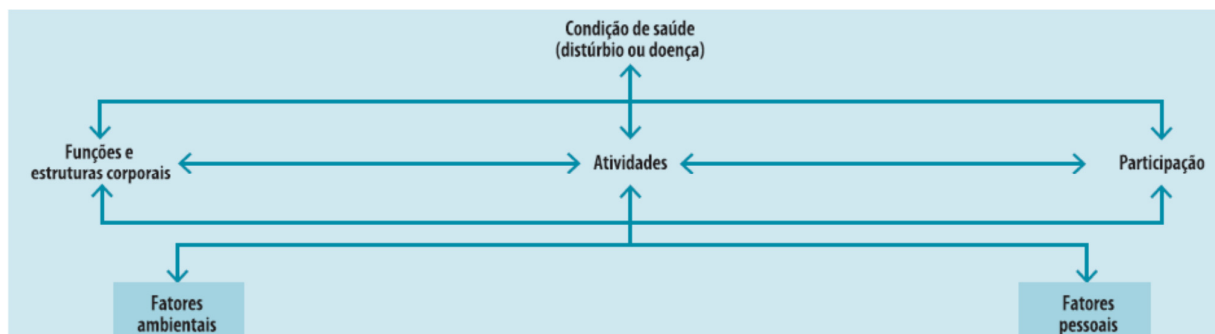 Condição de saúde
(distúrbio ou doença)
Funções e
estruturas corporais
Atividades
Participação
Fatores
ambientais
Fatores
pessoais